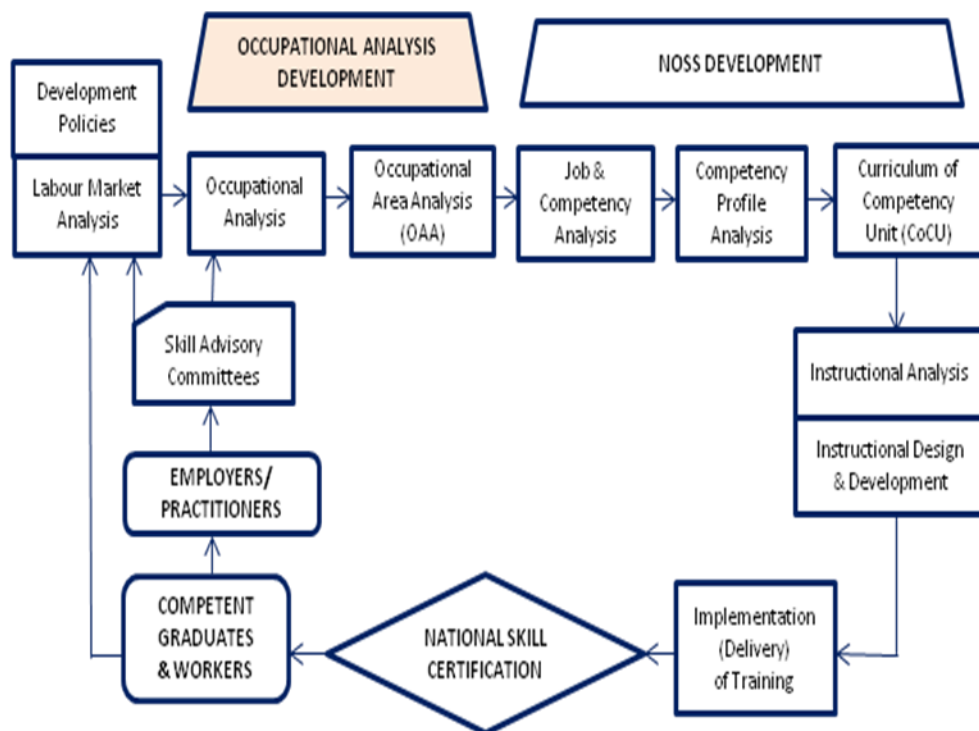 OCCUPATIONAL ANALYSIS
DEVELOPMENT
NOSS DEVELOPMENT
Development
Policies
Labour Market
Analysis
Occupational
Analysis
Occupational
Area Analysis
(OAA)
Job &
Competency
Analysis
Competency
Profile
Analysis
Curriculum of
Competency
Unit (CoCU)
Skill Advisory
Committees
Instructional Analysis
Instructional Design
& Development
EMPLOYERS/
PRACTITIONERS
COMPETENT
GRADUATES
& WORKERS
NATIONAL SKILL
CERTIFICATION
Implementation
(Delivery)
of Training